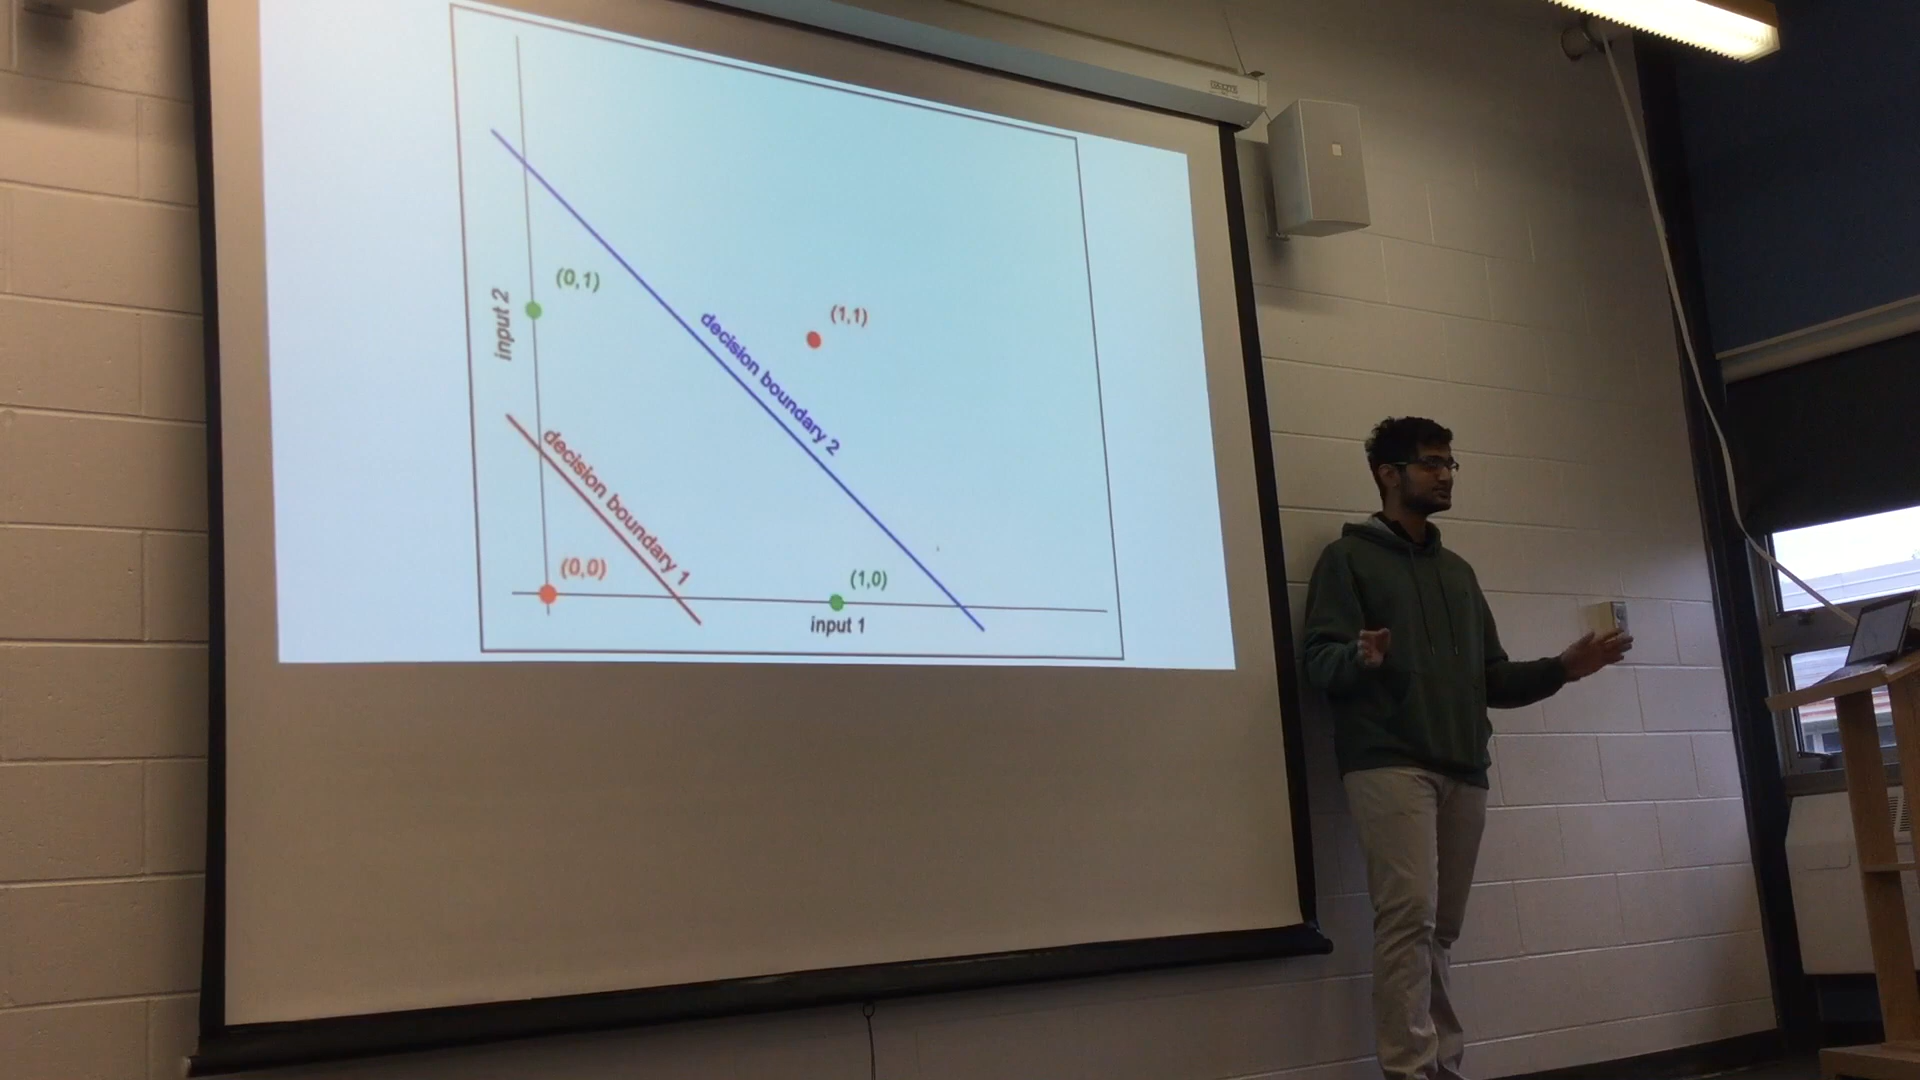 (0,1)
input 2
decision boundary 2
(1,1)
decision boundary 1
(0,0)
(1,0)
input 1